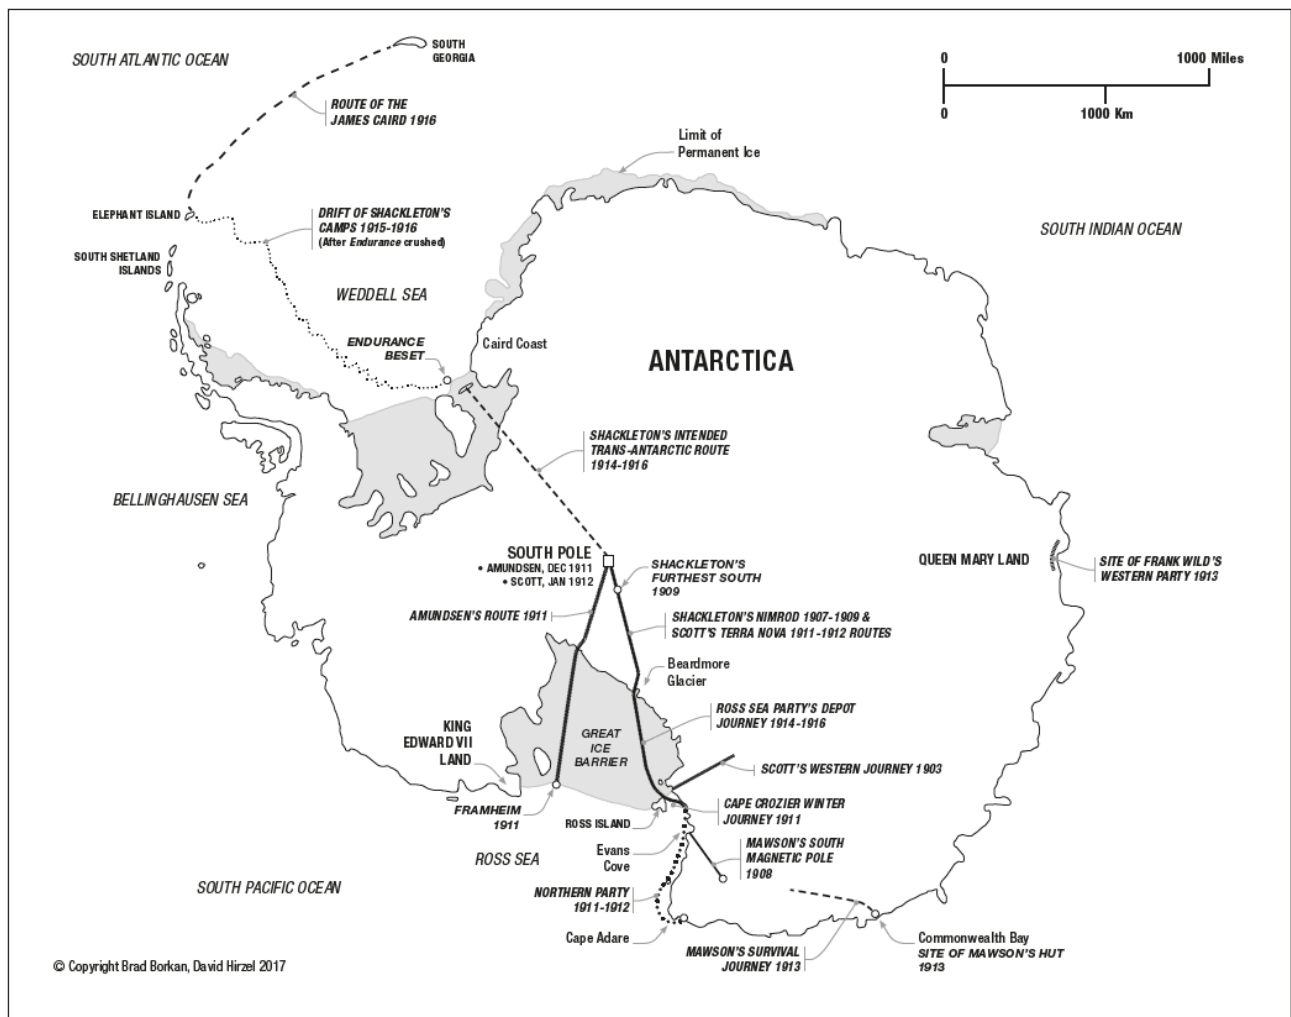 SOUTH ATLANTIC OCEAN
SOUTH
GEORGIA
0
1000 Miles
0
1000 Km
ROUTE OF THE
JAMES CAIRD 1916
Limit of
Permanent Ice
ELEPHANT ISLAND
DRIFT OF SHACKLETON'S
CAMPS 1915-1916
(After Endurance crushed)
SOUTH INDIAN OCEAN
SOUTH SHETLAND
ISLANDS
WEDDELL SEA
ENDURANCE
BESET
Caird Coast
ANTARCTICA
SHACKLETON'S INTENDED
TRANS-ANTARCTIC ROUTE
1914-1916
BELLINGHAUSEN SEA
SOUTH POLE
• AMUNDSEN, DEC 1911
• SCOTT, JAN 1912
SHACKLETON'S
FURTHEST SOUTH
1909
QUEEN MARY LAND
SITE OF FRANK WILD'S
WESTERN PARTY 1913
AMUNDSEN'S ROUTE 1911
SHACKLETON'S NIMROD 1907-1909 &
SCOTT'S TERRA NOVA 1911-1912 ROUTES
Beardmore
Glacier
ROSS SEA PARTY'S DEPOT
JOURNEY 1914-1916
KING
EDWARD VII
LAND
GREAT
ICE
BARRIER
SCOTT'S WESTERN JOURNEY 1903
FRAMHEIM
1911
ROSS ISLAND
CAPE CROZIER WINTER
JOURNEY 1911
ROSS SEA
Evans
Cove
MAWSON'S SOUTH
MAGNETIC POLE
1908
SOUTH PACIFIC OCEAN
NORTHERN PARTY
1911-1912
Cape Adare
MAWSON'S SURVIVAL
JOURNEY 1913
Commonwealth Bay
SITE OF MAWSON'S HUT
1913
© Copyright Brad Borkan, David Hirzel 2017